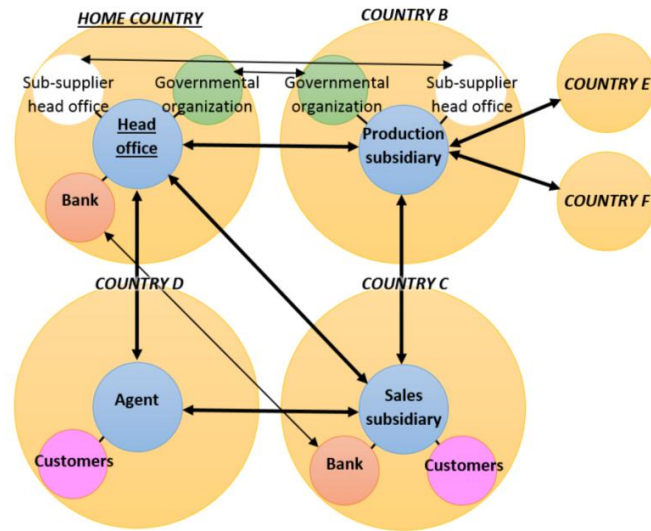 HOME COUNTRY
COUNTRY B
Sub-supplier
head office
Governmental
organization
Governmental
organization
Sub-supplier
head office
COUNTRY E
Head
office
Production
subsidiary
Bank
COUNTRY F
COUNTRY D
COUNTRY C
Agent
Sales
subsidiary
Customers
Bank
Customers